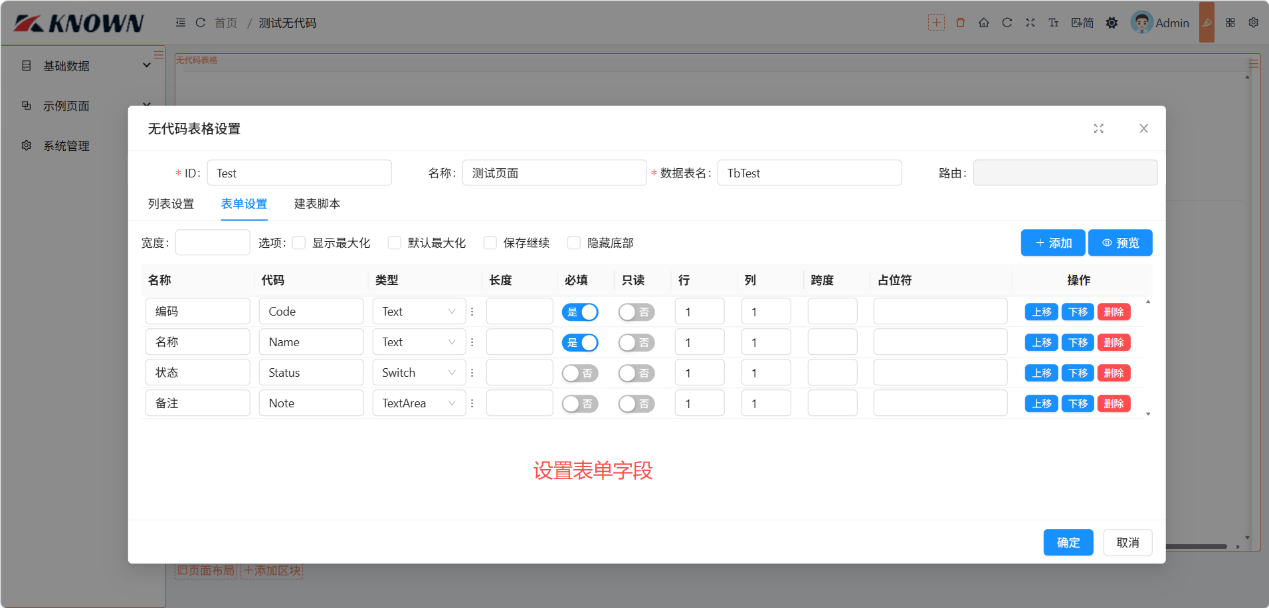 KNOWN 首页 / 测试无代码 Admin
无代码表格
基础数据
示例页面
系统管理
无代码表格设置
* ID: Test 名称: 测试页面 * 数据表名: TbTest 路由:
列表设置 表单设置 建表脚本
宽度: 选项: 显示最大化 默认最大化 保存继续 隐藏底部 + 添加 预览
名称 代码 类型 长度 必填 只读 行 列 跨度 占位符 操作
编码 Code Text 是 否 1 1 上移 下移 删除
名称 Name Text 是 否 1 1 上移 下移 删除
状态 Status Switch 否 否 1 1 上移 下移 删除
备注 Note TextArea 否 否 1 1 上移 下移 删除
设置表单字段
确定 取消
页面布局 +添加区块